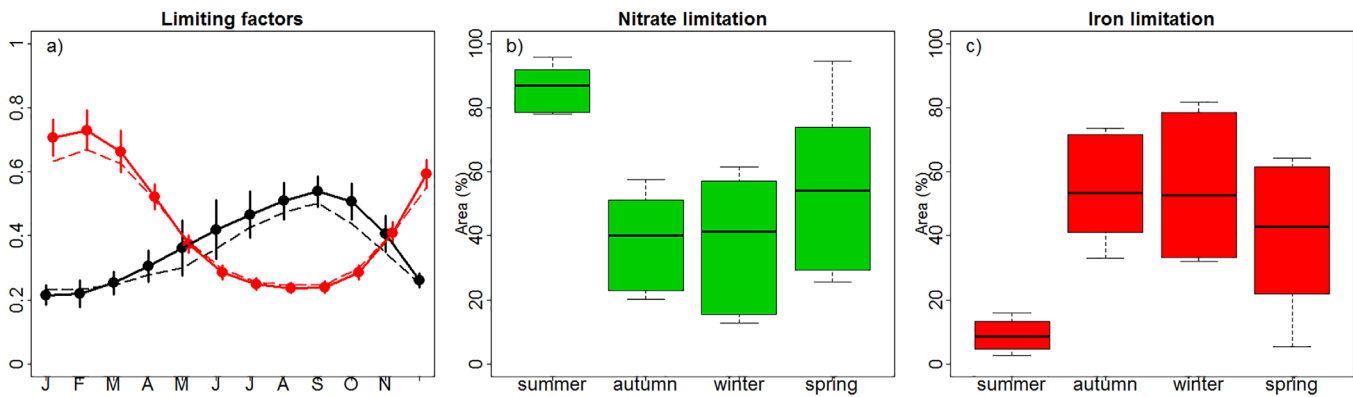 Limiting factors
a)
1
0.8
0.6
0.4
0.2
0
J F M A M J J A S O N
Nitrate limitation
b)
Area (%)
100
80
60
40
20
0
summer autumn winter spring
Iron limitation
c)
Area (%)
100
80
60
40
20
0
summer autumn winter spring